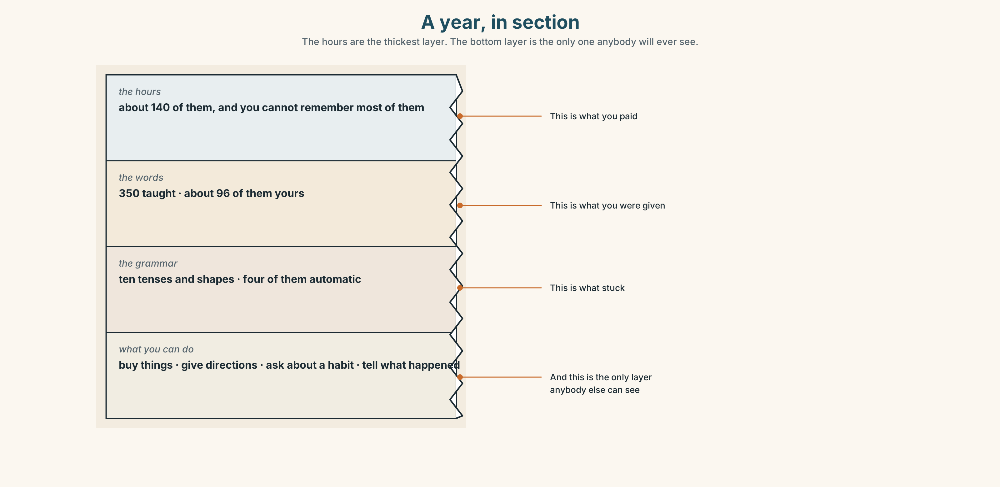 A year, in section
The hours are the thickest layer. The bottom layer is the only one anybody will ever see.
the hours
about 140 of them, and you cannot remember most of them
This is what you paid
the words
350 taught · about 96 of them yours
This is what you were given
the grammar
ten tenses and shapes · four of them automatic
This is what stuck
what you can do
buy things · give directions · ask about a habit · tell what happened
And this is the only layer
anybody else can see